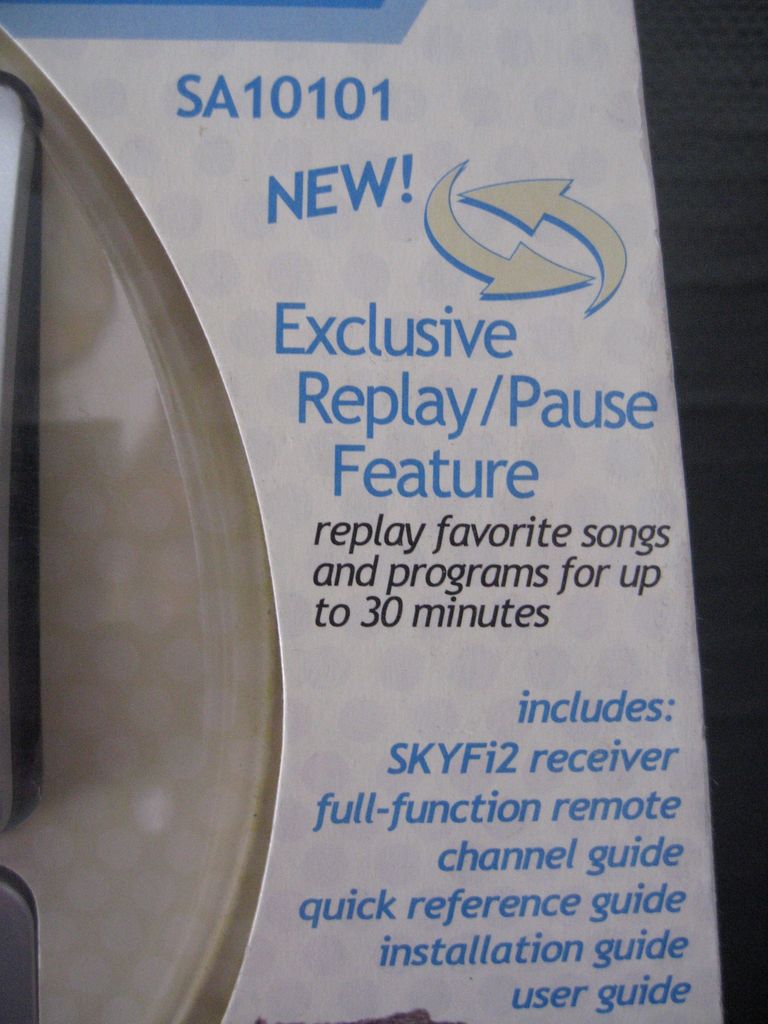 SA10101
NEW!
Exclusive
Replay/Pause
Feature
replay favorite songs
and programs for up
to 30 minutes
includes:
SKYFi2 receiver
full-function remote
channel guide
quick reference guide
installation guide
user guide